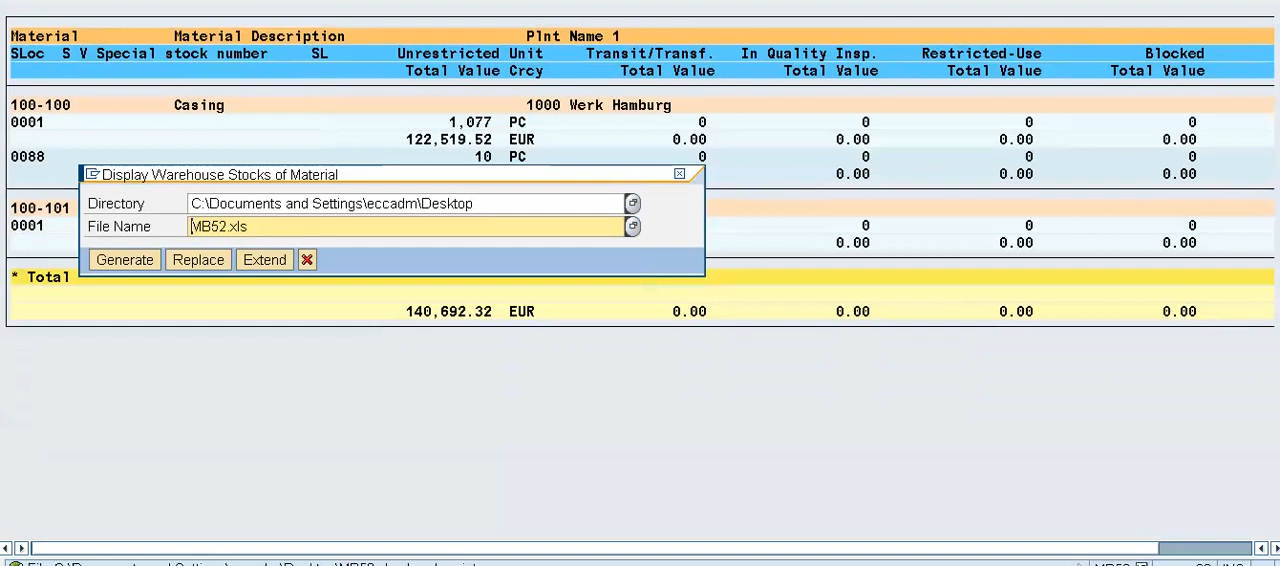 Material Material Description Plnt Name 1
SLoc S V Special stock number SL Unrestricted Unit Transit/Transf. In Quality Insp. Restricted-Use Blocked
Total Value Crcy Total Value Total Value Total Value Total Value
100-100 Casing 1000 Werk Hamburg
0001 1,077 PC 0 0 0 0
122,519.52 EUR 0.00 0.00 0.00 0.00
0088 10 PC 0 0 0 0
Display Warehouse Stocks of Material
0.00 0.00 0.00
Directory C:\Documents and Settings\eccadm\Desktop
100-101
File Name MB52.xls
0001 0 0 0
0.00 0.00 0.00
Generate Replace Extend
* Total
140,692.32 EUR 0.00 0.00 0.00 0.00